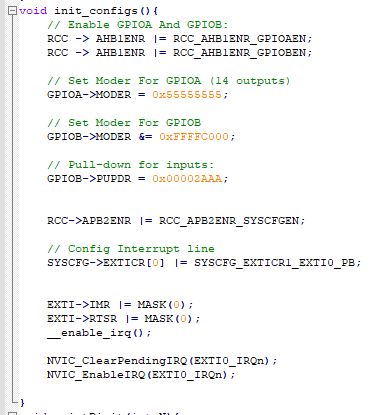 void init_configs(){
// Enable GPIOA And GPIOB:
RCC -> AHB1ENR |= RCC_AHB1ENR_GPIOAEN;
RCC -> AHB1ENR |= RCC_AHB1ENR_GPIOBEN;
// Set Moder For GPIOA (14 outputs)
GPIOA->MODER = 0x55555555;
// Set Moder For GPIOB
GPIOB->MODER &= 0xFFFFC000;
// Pull-down for inputs:
GPIOB->PUPDR = 0x00002AAA;
RCC->APB2ENR |= RCC_APB2ENR_SYSCFGEN;
// Config Interrupt line
SYSCFG->EXTICR[0] |= SYSCFG_EXTICR1_EXTI0_PB;
EXTI->IMR |= MASK(0);
EXTI->RTSR |= MASK(0);
__enable_irq();
NVIC_ClearPendingIRQ(EXTI0_IRQn);
NVIC_EnableIRQ(EXTI0_IRQn);
}